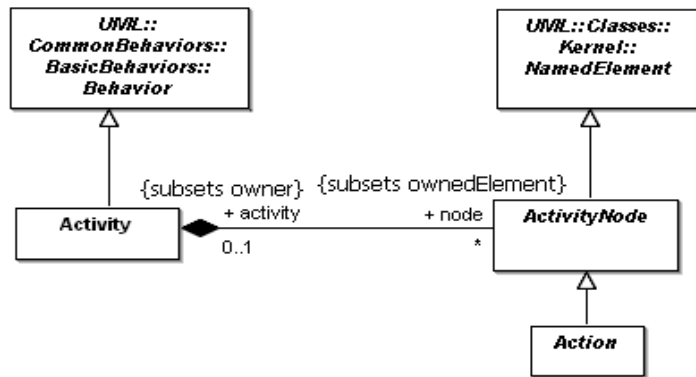 UML::
CommonBehaviors::
BasicBehaviors::
Behavior
UML::Classes::
Kernel::
NamedElement
{subsets owner}
{subsets ownedElement}
Activity
+ activity
+ node
0..1
*
ActivityNode
Action